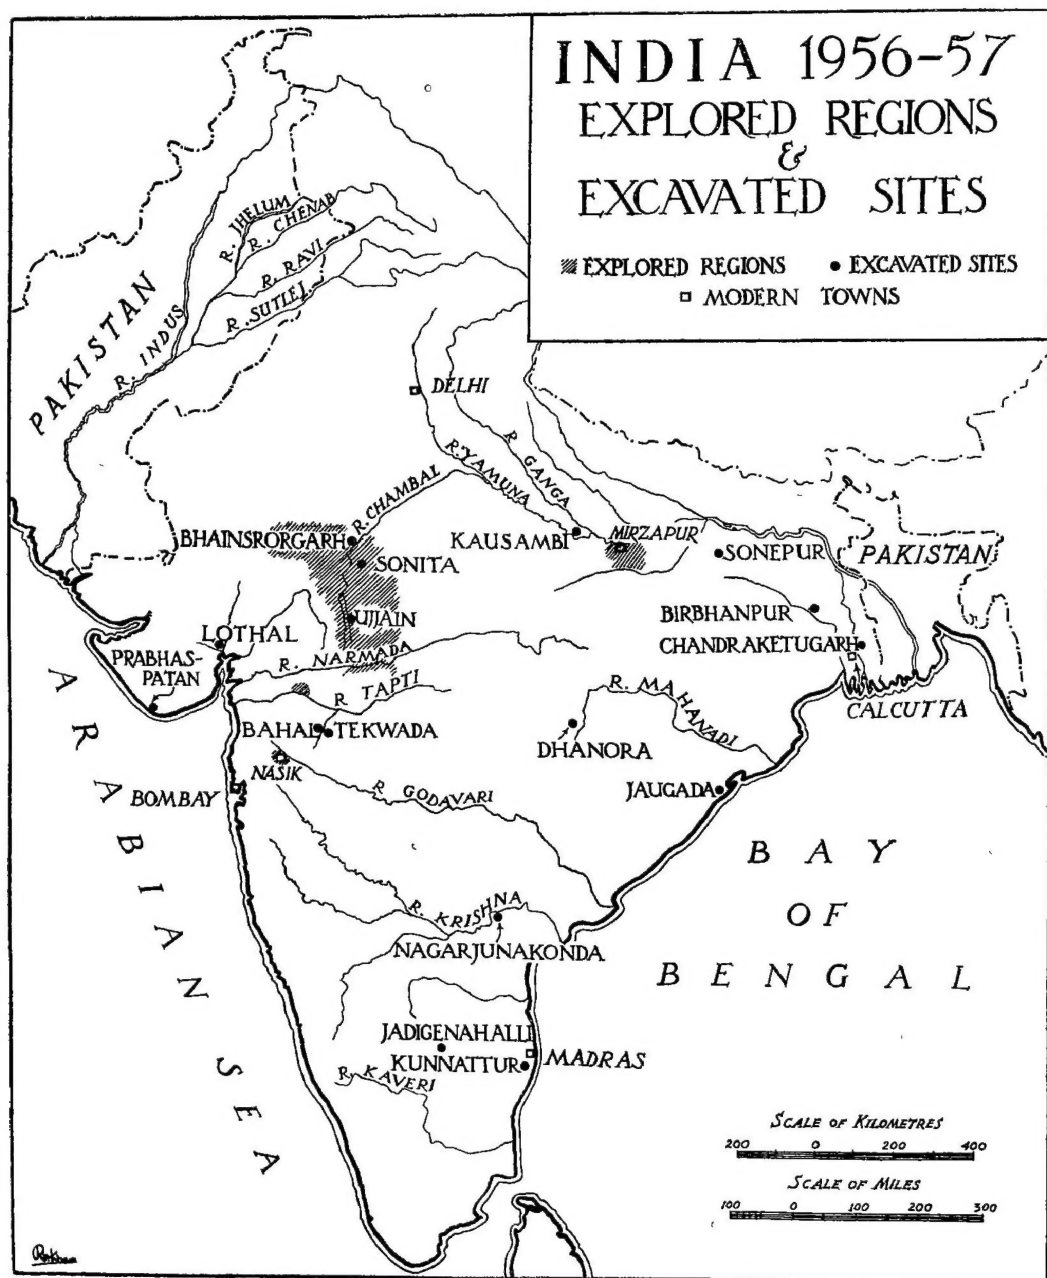 INDIA 1956-57
EXPLORED REGIONS
&
EXCAVATED SITES
EXPLORED REGIONS
EXCAVATED SITES
MODERN TOWNS
PAKISTAN
R. INDUS
R. JHELUM
R. CHENAB
R. RAVI
R. SUTLEJ
DELHI
R. YAMUNA
R. GANGA
R. CHAMBAL
BHAINSRORGARH
SONITA
UJJAIN
KAUSAMBI
MIRZAPUR
SONEPUR
PAKISTAN
BIRBHANPUR
CHANDRAKETUGARH
CALCUTTA
LOTHAL
PRABHAS-
PATAN
R. NARMADA
R TAPTI
BAHAL
TEKWADA
NASIK
BOMBAY
R. GODAVARI
R. MAHANADI
DHANORA
JAUGADA
R. KRISHNA
NAGARJUNAKONDA
JADIGENAHALLI
KUNNATTUR
MADRAS
R. KAVERI
ARABIAN SEA
BAY
OF
BENGAL
SCALE OF KILOMETRES
200 0 200 400
SCALE OF MILES
100 0 100 200 300